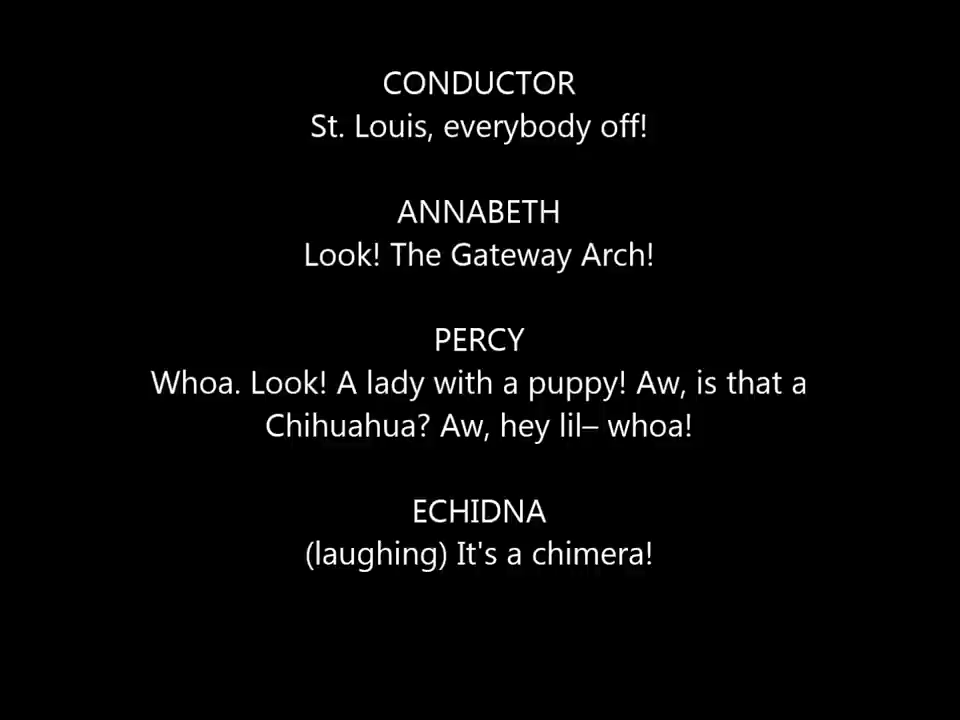 CONDUCTOR
St. Louis, everybody off!
ANNABETH
Look! The Gateway Arch!
PERCY
Whoa. Look! A lady with a puppy! Aw, is that a
Chihuahua? Aw, hey lil– whoa!
ECHIDNA
(laughing) It's a chimera!